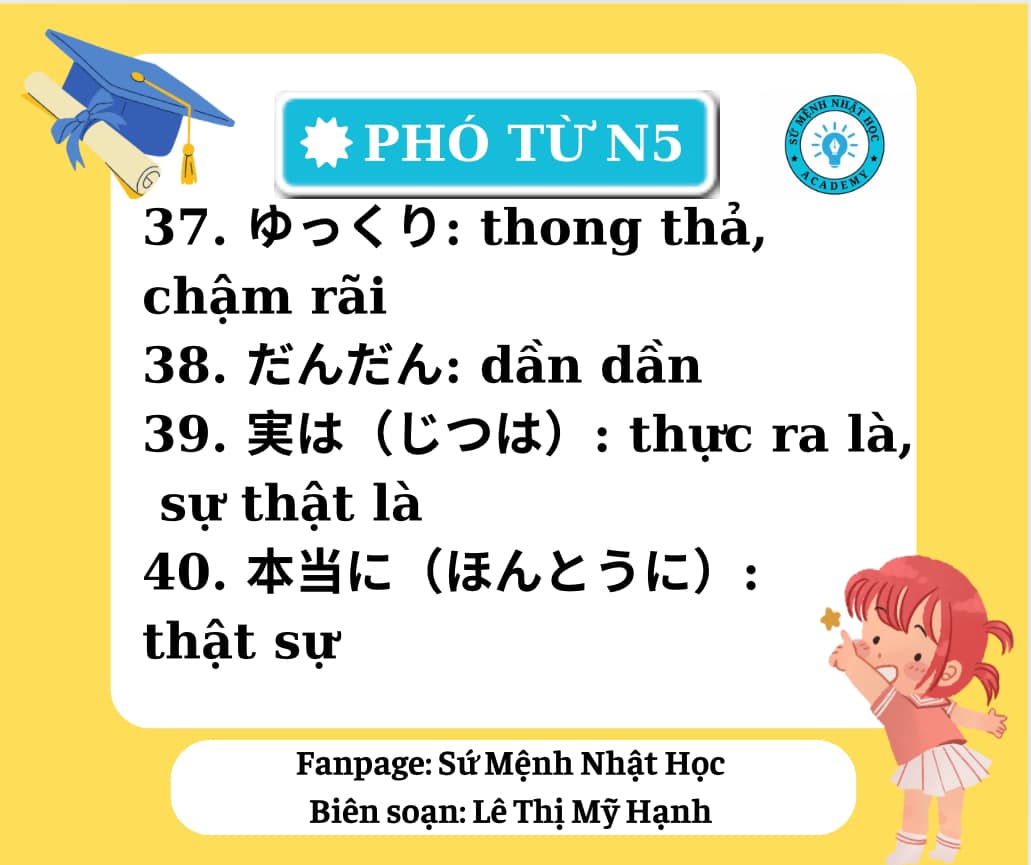 PHÓ TỪ N5
SỨ MỆNH NHẬT HỌC
ACADEMY
37. ゆっくり: thong thả,
chậm rãi
38. だんだん: dần dần
39. 実は（じつは）: thực ra là,
sự thật là
40. 本当に（ほんとうに）:
thật sự
Fanpage: Sứ Mệnh Nhật Học
Biên soạn: Lê Thị Mỹ Hạnh